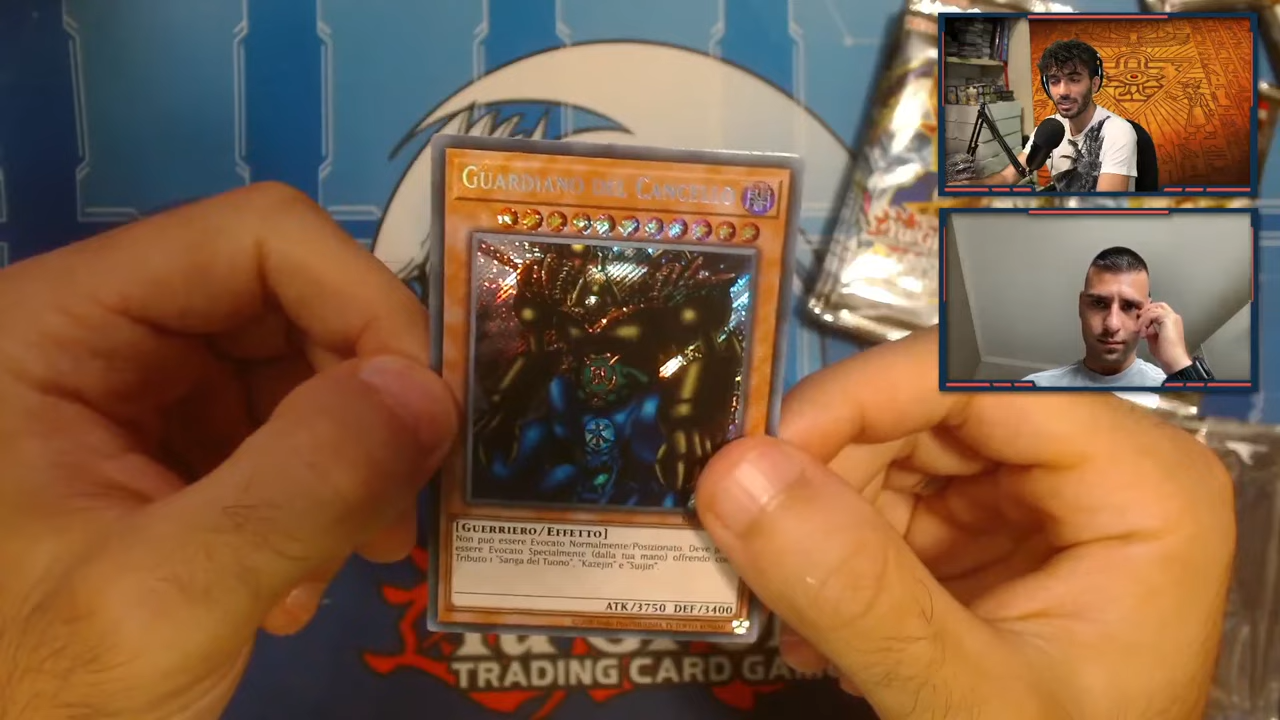 Guardiano del Cancello
[Guerriero/Effetto]
Non può essere Evocato Normalmente/Posizionato. Deve
essere Evocato Specialmente (dalla tua mano) offrendo
Tributo 1 "Sanga del Tuono", "Kazejin" e "Suijin".
ATK/3750 DEF/3400
TRADING CARD GAM